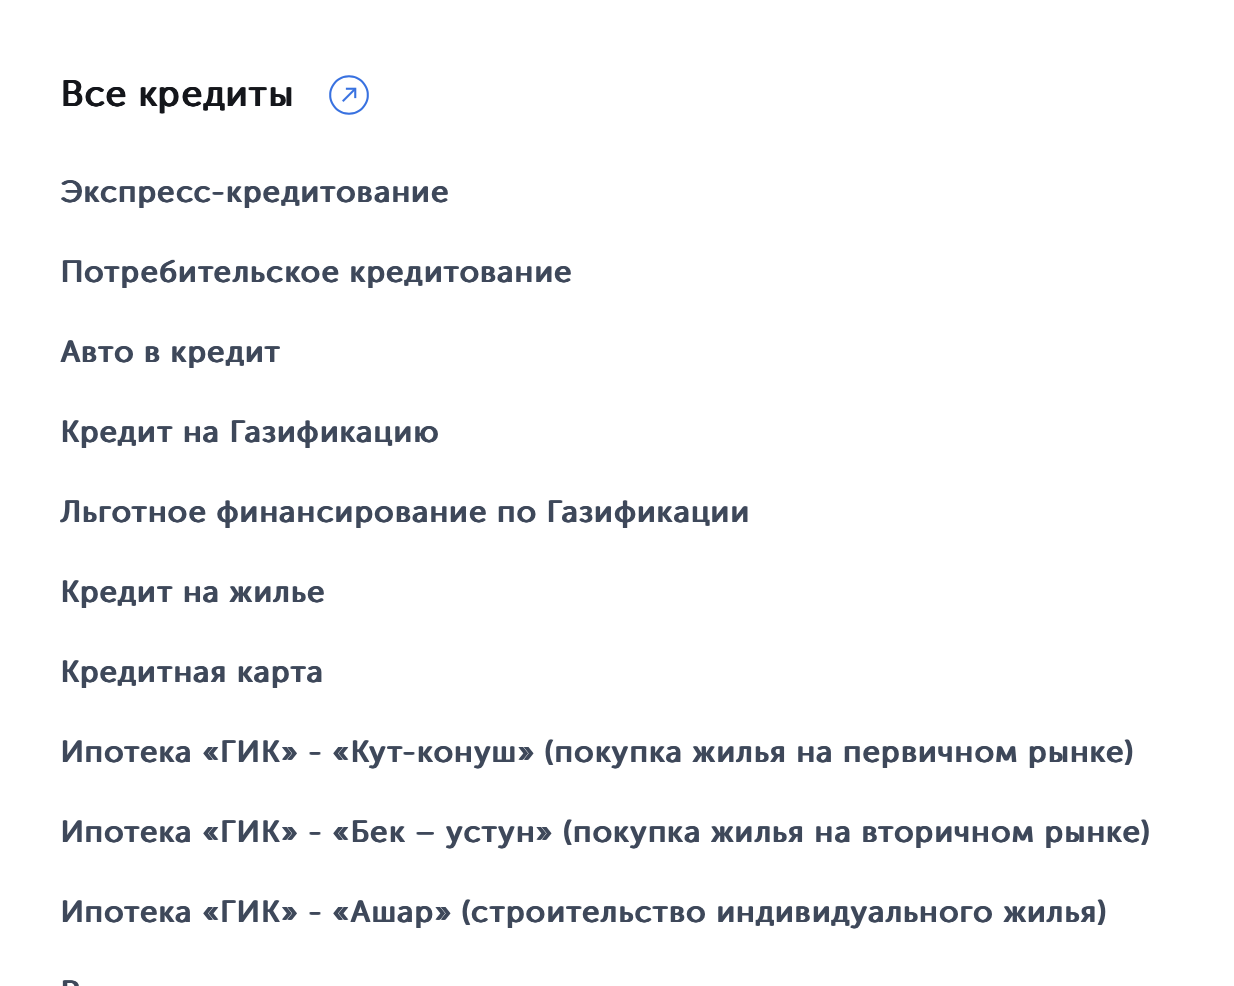 Все кредиты
Экспресс-кредитование
Потребительское кредитование
Авто в кредит
Кредит на Газификацию
Льготное финансирование по Газификации
Кредит на жилье
Кредитная карта
Ипотека «ГИК» - «Кут-конуш» (покупка жилья на первичном рынке)
Ипотека «ГИК» - «Бек – устун» (покупка жилья на вторичном рынке)
Ипотека «ГИК» - «Ашар» (строительство индивидуального жилья)